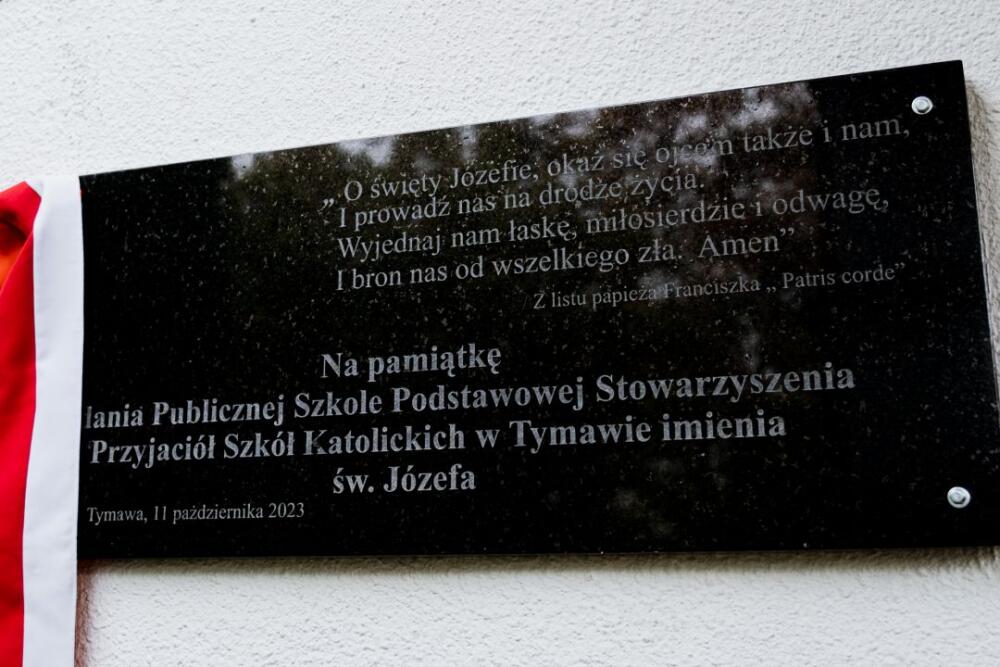 „ O święty Józefie, okaż się ojcem także i nam,
I prowadź nas na drodze życia.
Wyjednaj nam łaskę, miłosierdzie i odwagę,
I bron nas od wszelkiego zła. Amen”
Z listu papieża Franciszka „ Patris corde”
Na pamiątkę
dania Publicznej Szkole Podstawowej Stowarzyszenia
Przyjaciół Szkół Katolickich w Tymawie imienia
św. Józefa
Tymawa, 11 października 2023